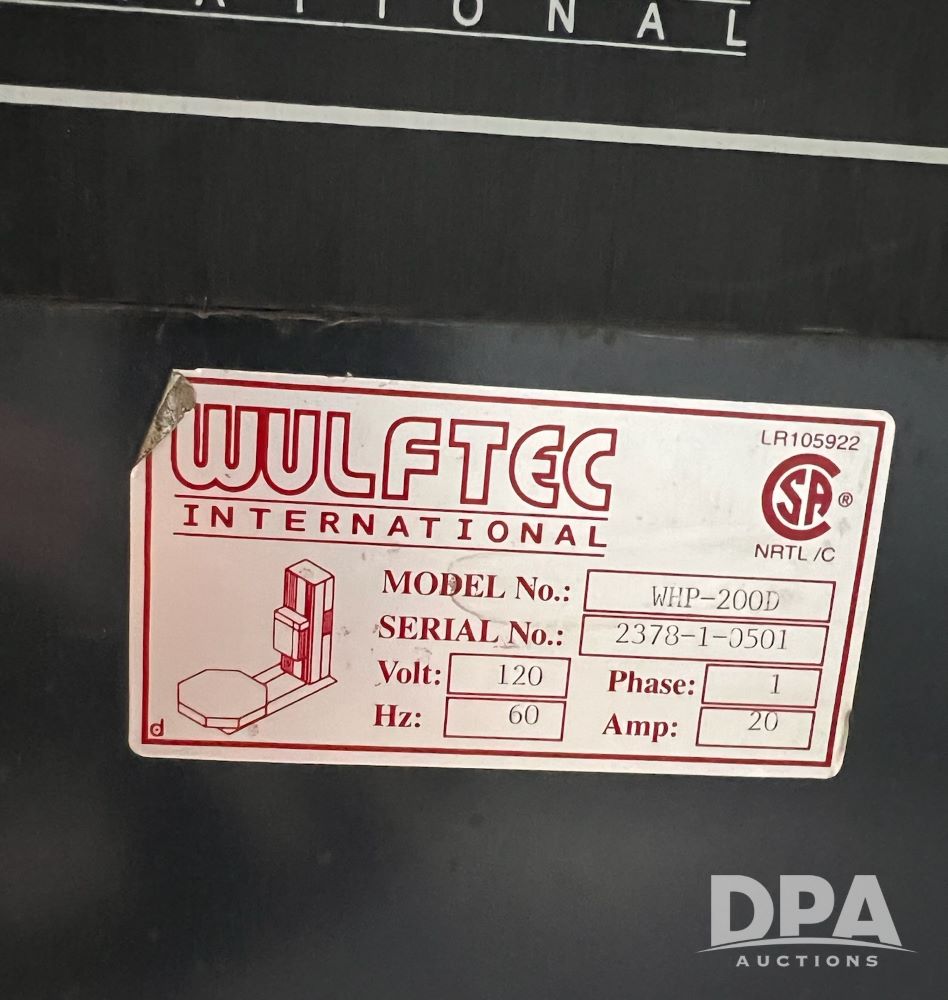 ATIONAL
WULFTEC
INTERNATIONAL
LR105922
SA ®
NRTL /C
MODEL No.: WHP-200D
SERIAL No.: 2378-1-0501
Volt: 120 Phase: 1
Hz: 60 Amp: 20
d
DPA
AUCTIONS